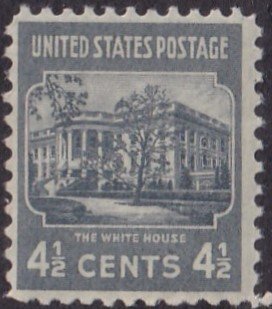 UNITED STATES POSTAGE
THE WHITE HOUSE
4½ CENTS 4½